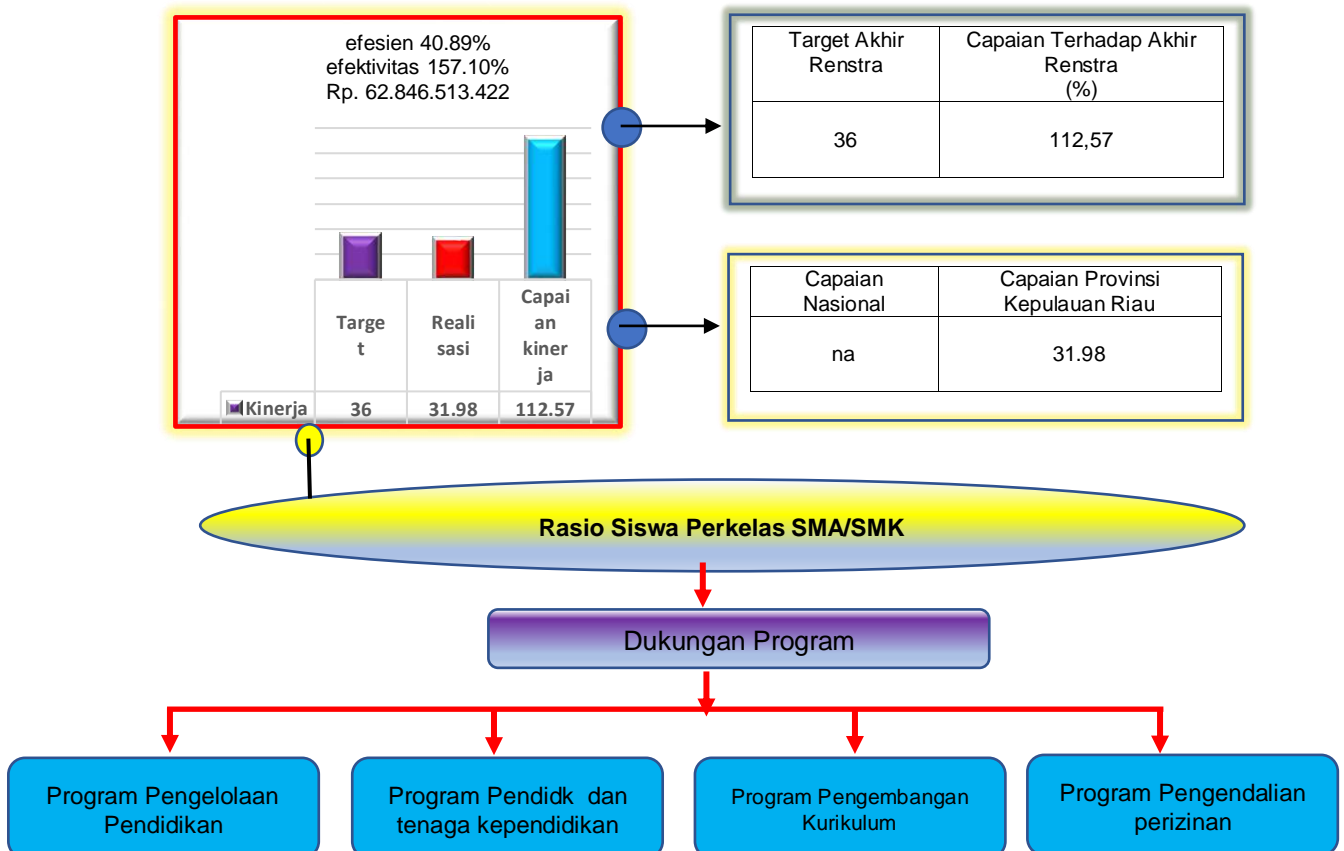 efesien 40.89%
efektivitas 157.10%
Rp. 62.846.513.422
Targe
t
Reali
sasi
Capai
an
kiner
ja
Kinerja 36 31.98 112.57
Target Akhir
Renstra
Capaian Terhadap Akhir
Renstra
(%)
36 112,57
Capaian
Nasional
Capaian Provinsi
Kepulauan Riau
na 31.98
Rasio Siswa Perkelas SMA/SMK
Dukungan Program
Program Pengelolaan
Pendidikan
Program Pendidk dan
tenaga kependidikan
Program Pengembangan
Kurikulum
Program Pengendalian
perizinan